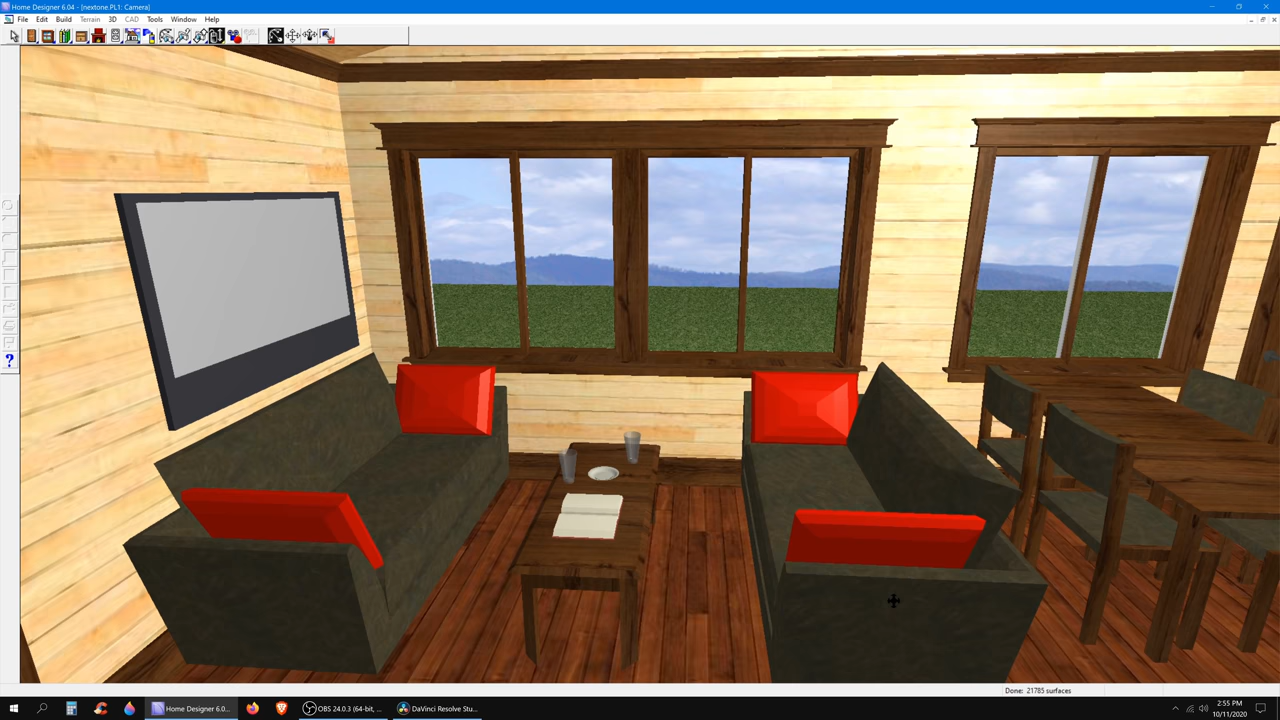 Home Designer 6.04 - [nextone.PL1: Camera]
File Edit Build Terrain 3D CAD Tools Window Help
?
Done: 21785 surfaces
Home Designer 6.0...
OBS 24.0.3 (64-bit, ...
DaVinci Resolve Stu...
2:55 PM
10/11/2020